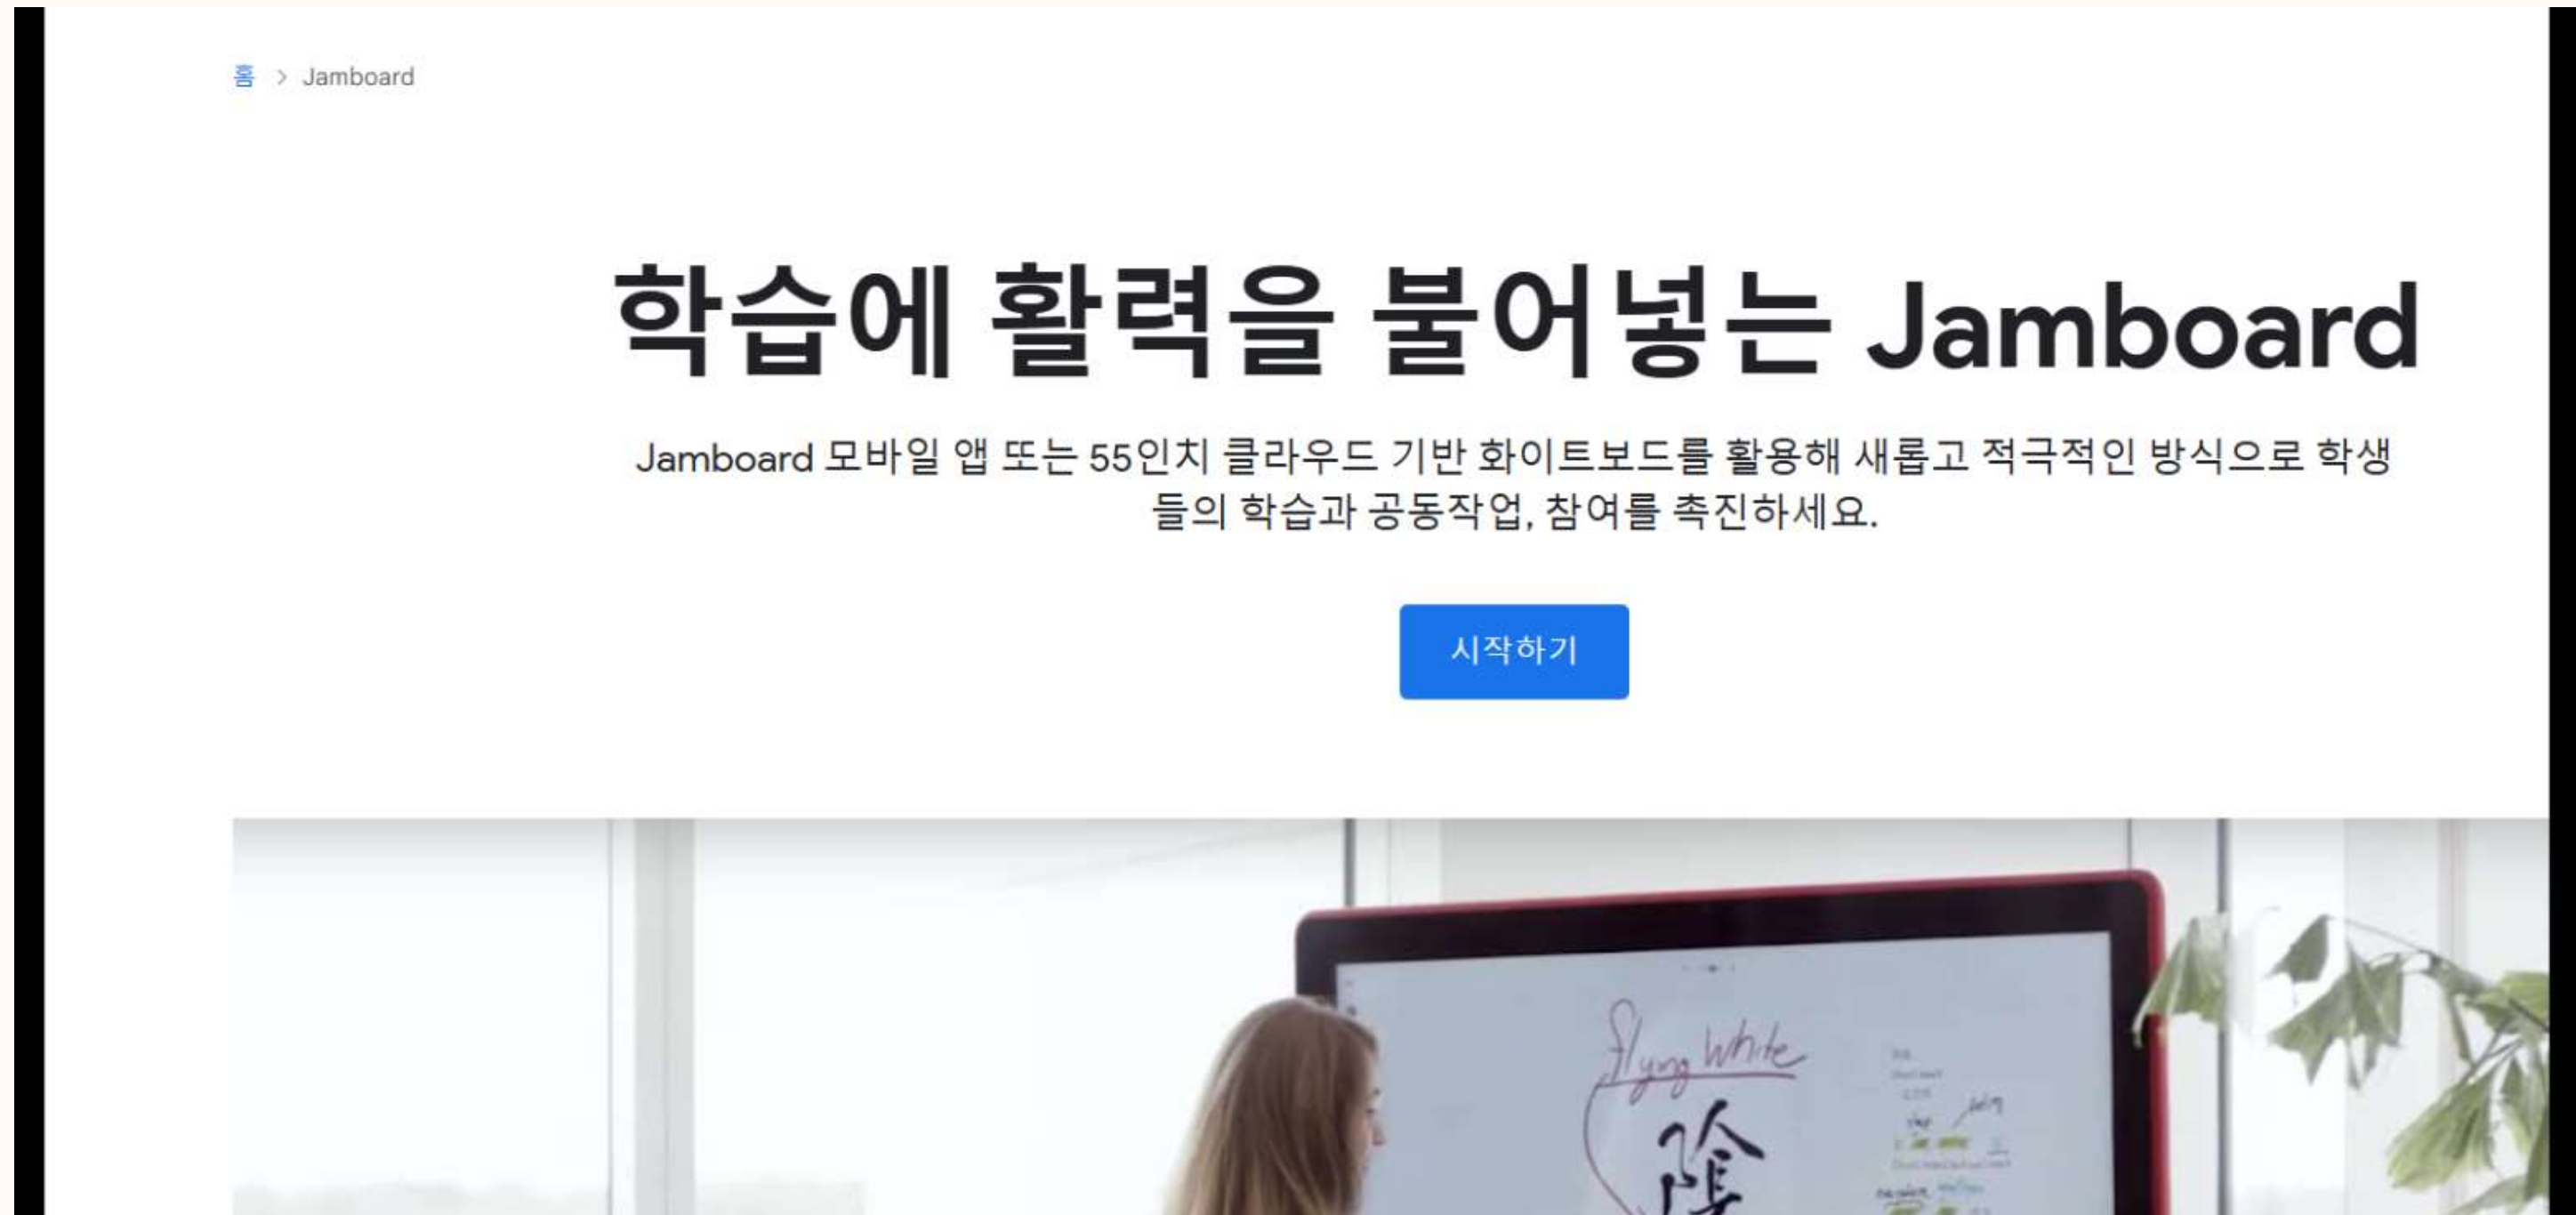 홈 > Jamboard
학습에 활력을 불어넣는 Jamboard
Jamboard 모바일 앱 또는 55인치 클라우드 기반 화이트보드를 활용해 새롭고 적극적인 방식으로 학생
들의 학습과 공동작업, 참여를 촉진하세요.
시작하기
Flying White
陰